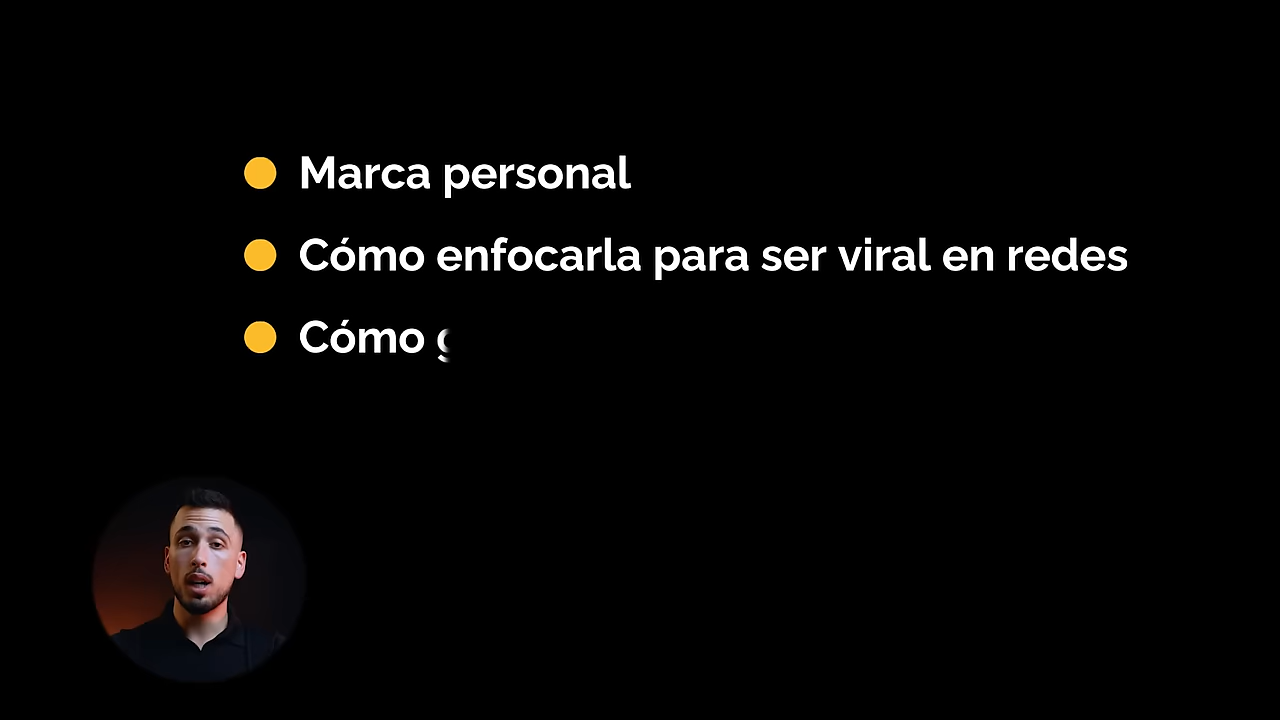 Marca personal
Cómo enfocarla para ser viral en redes
Cómo